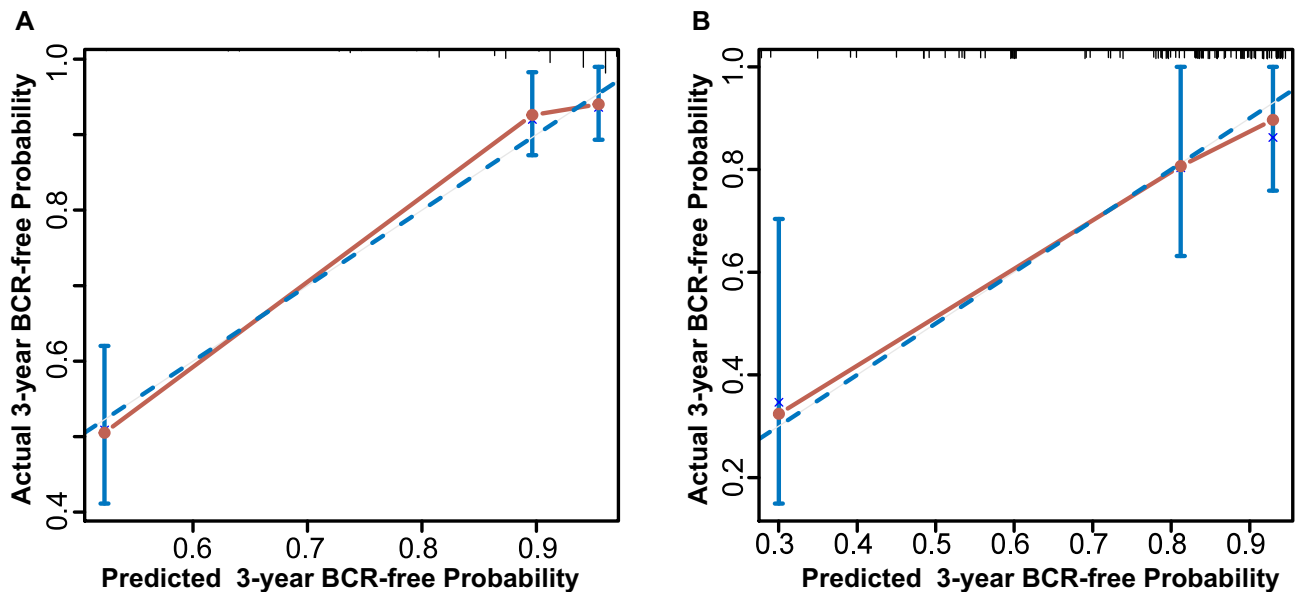 A
Actual 3-year BCR-free Probability
1.0
0.8
0.6
0.4
0.6 0.7 0.8 0.9
Predicted 3-year BCR-free Probability
B
Actual 3-year BCR-free Probability
1.0
0.8
0.6
0.4
0.2
0.3 0.4 0.5 0.6 0.7 0.8 0.9
Predicted 3-year BCR-free Probability